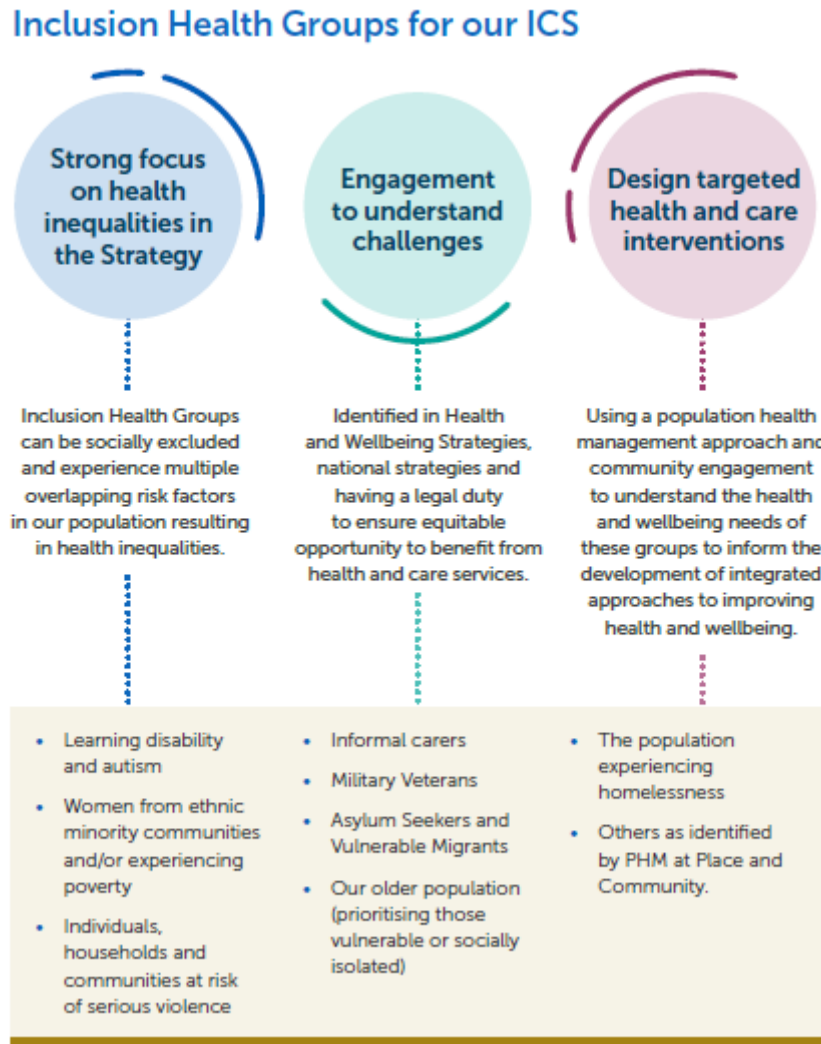 Inclusion Health Groups for our ICS
Strong focus
on health
inequalities in
the Strategy
Engagement
to understand
challenges
Design targeted
health and care
interventions
Inclusion Health Groups
can be socially excluded
and experience multiple
overlapping risk factors
in our population resulting
in health inequalities.
Identified in Health
and Wellbeing Strategies,
national strategies and
having a legal duty
to ensure equitable
opportunity to benefit from
health and care services.
Using a population health
management approach and
community engagement
to understand the health
and wellbeing needs of
these groups to inform the
development of integrated
approaches to improving
health and wellbeing.
• Learning disability
and autism
• Women from ethnic
minority communities
and/or experiencing
poverty
• Individuals,
households and
communities at risk
of serious violence
• Informal carers
• Military Veterans
• Asylum Seekers and
Vulnerable Migrants
• Our older population
(prioritising those
vulnerable or socially
isolated)
• The population
experiencing
homelessness
• Others as identified
by PHM at Place and
Community.